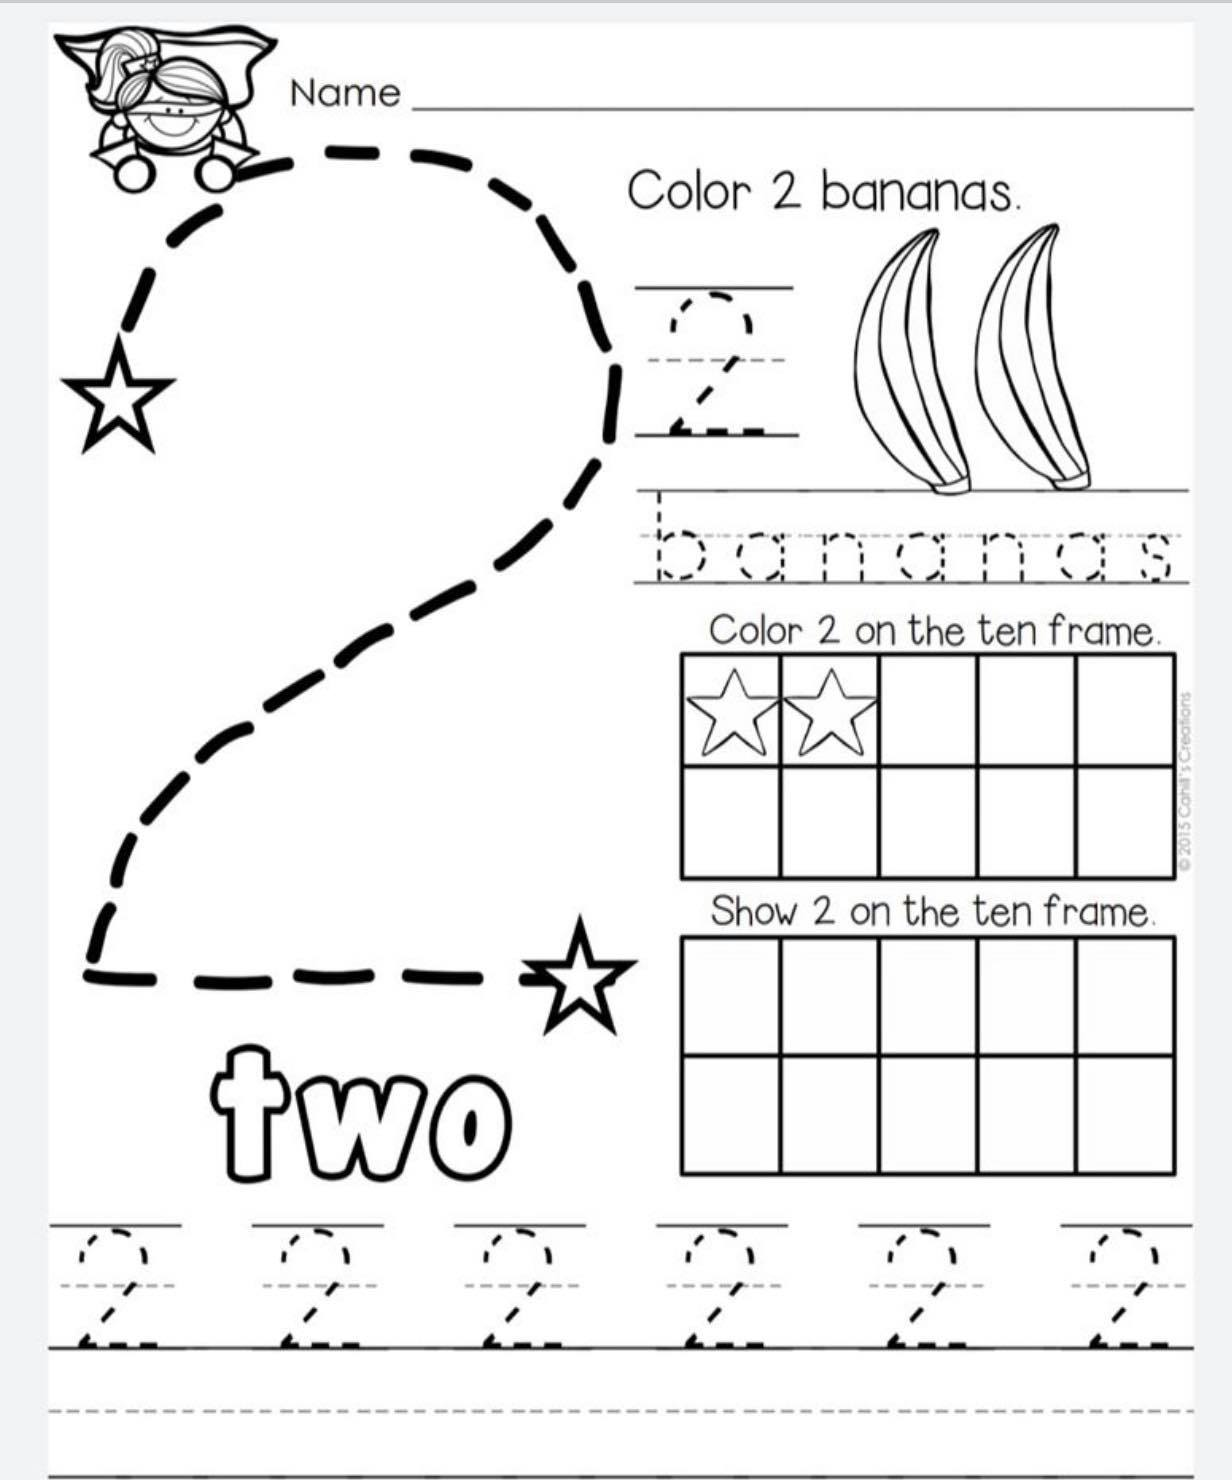 Name
Color 2 bananas.
2
bananas
Color 2 on the ten frame.
© 2015 Cahill's Creations
Show 2 on the ten frame.
2
two
2 2 2 2 2 2